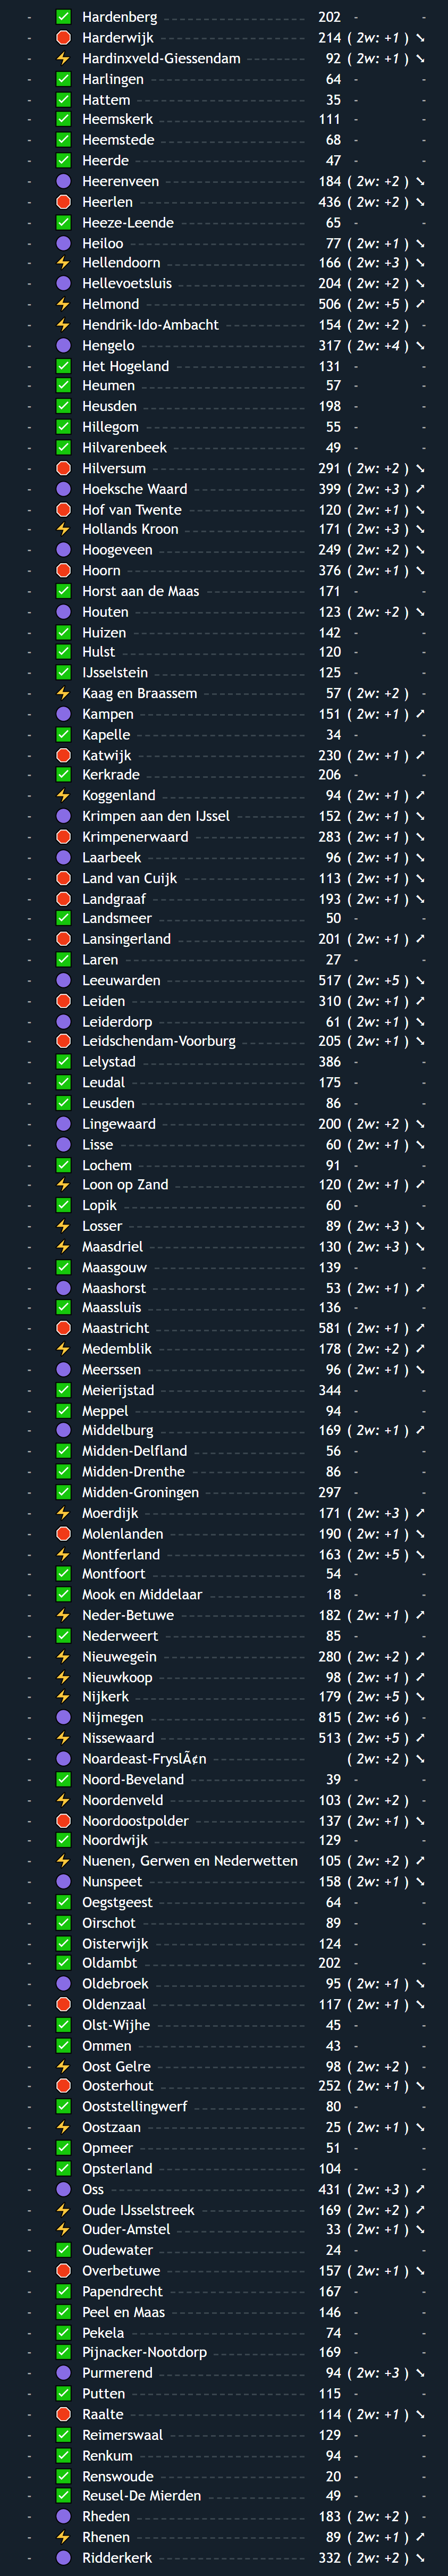 - ✅ Hardenberg 202 - -
- 🛑 Harderwijk 214 ( 2w: +1 ) ➘
- ⚡ Hardinxveld-Giessendam 92 ( 2w: +1 ) ➘
- ✅ Harlingen 64 - -
- ✅ Hattem 35 - -
- ✅ Heemskerk 111 - -
- ✅ Heemstede 68 - -
- ✅ Heerde 47 - -
- 🟣 Heerenveen 184 ( 2w: +2 ) ➘
- 🛑 Heerlen 436 ( 2w: +2 ) ➘
- ✅ Heeze-Leende 65 - -
- 🟣 Heiloo 77 ( 2w: +1 ) ➘
- ⚡ Hellendoorn 166 ( 2w: +3 ) ➘
- 🟣 Hellevoetsluis 204 ( 2w: +2 ) ➘
- ⚡ Helmond 506 ( 2w: +5 ) ➚
- ⚡ Hendrik-Ido-Ambacht 154 ( 2w: +2 ) -
- 🟣 Hengelo 317 ( 2w: +4 ) ➘
- ✅ Het Hogeland 131 - -
- ✅ Heumen 57 - -
- ✅ Heusden 198 - -
- ✅ Hillegom 55 - -
- ✅ Hilvarenbeek 49 - -
- 🛑 Hilversum 291 ( 2w: +2 ) ➘
- 🟣 Hoeksche Waard 399 ( 2w: +3 ) ➚
- 🛑 Hof van Twente 120 ( 2w: +1 ) ➘
- ⚡ Hollands Kroon 171 ( 2w: +3 ) ➘
- 🟣 Hoogeveen 249 ( 2w: +2 ) ➘
- 🛑 Hoorn 376 ( 2w: +1 ) ➘
- ✅ Horst aan de Maas 171 - -
- 🟣 Houten 123 ( 2w: +2 ) ➘
- ✅ Huizen 142 - -
- ✅ Hulst 120 - -
- ✅ IJsselstein 125 - -
- ⚡ Kaag en Braassem 57 ( 2w: +2 ) -
- 🟣 Kampen 151 ( 2w: +1 ) ➚
- ✅ Kapelle 34 - -
- 🛑 Katwijk 230 ( 2w: +1 ) ➚
- ✅ Kerkrade 206 - -
- ⚡ Koggenland 94 ( 2w: +1 ) ➚
- 🟣 Krimpen aan den IJssel 152 ( 2w: +1 ) ➘
- 🛑 Krimpenerwaard 283 ( 2w: +1 ) ➘
- 🟣 Laarbeek 96 ( 2w: +1 ) ➘
- 🛑 Land van Cuijk 113 ( 2w: +1 ) ➘
- 🛑 Landgraaf 193 ( 2w: +1 ) ➘
- ✅ Landsmeer 50 - -
- 🛑 Lansingerland 201 ( 2w: +1 ) ➚
- ✅ Laren 27 - -
- 🟣 Leeuwarden 517 ( 2w: +5 ) ➘
- 🛑 Leiden 310 ( 2w: +1 ) ➚
- 🟣 Leiderdorp 61 ( 2w: +1 ) ➘
- 🛑 Leidschendam-Voorburg 205 ( 2w: +1 ) ➘
- ✅ Lelystad 386 - -
- ✅ Leudal 175 - -
- ✅ Leusden 86 - -
- 🟣 Lingewaard 200 ( 2w: +2 ) ➘
- 🟣 Lisse 60 ( 2w: +1 ) ➘
- ✅ Lochem 91 - -
- ⚡ Loon op Zand 120 ( 2w: +1 ) ➚
- ✅ Lopik 60 - -
- ⚡ Losser 89 ( 2w: +3 ) ➘
- ⚡ Maasdriel 130 ( 2w: +3 ) ➘
- ✅ Maasgouw 139 - -
- 🟣 Maashorst 53 ( 2w: +1 ) ➚
- ✅ Maassluis 136 - -
- 🛑 Maastricht 581 ( 2w: +1 ) ➚
- ⚡ Medemblik 178 ( 2w: +2 ) ➚
- 🟣 Meerssen 96 ( 2w: +1 ) ➘
- ✅ Meierijstad 344 - -
- ✅ Meppel 94 - -
- 🟣 Middelburg 169 ( 2w: +1 ) ➚
- ✅ Midden-Delfland 56 - -
- ✅ Midden-Drenthe 86 - -
- ✅ Midden-Groningen 297 - -
- ⚡ Moerdijk 171 ( 2w: +3 ) ➚
- 🛑 Molenlanden 190 ( 2w: +1 ) ➘
- ⚡ Montferland 163 ( 2w: +5 ) ➘
- ✅ Montfoort 54 - -
- ✅ Mook en Middelaar 18 - -
- ⚡ Neder-Betuwe 182 ( 2w: +1 ) ➚
- ✅ Nederweert 85 - -
- ⚡ Nieuwegein 280 ( 2w: +2 ) ➚
- ⚡ Nieuwkoop 98 ( 2w: +1 ) ➚
- ⚡ Nijkerk 179 ( 2w: +5 ) ➘
- 🟣 Nijmegen 815 ( 2w: +6 ) -
- ⚡ Nissewaard 513 ( 2w: +5 ) ➚
- 🟣 Noardeast-FryslÃ¢n ( 2w: +2 ) ➘
- ✅ Noord-Beveland 39 - -
- ⚡ Noordenveld 103 ( 2w: +2 ) -
- 🛑 Noordoostpolder 137 ( 2w: +1 ) ➘
- ✅ Noordwijk 129 - -
- ⚡ Nuenen, Gerwen en Nederwetten 105 ( 2w: +2 ) ➚
- 🟣 Nunspeet 158 ( 2w: +1 ) ➘
- ✅ Oegstgeest 64 - -
- ✅ Oirschot 89 - -
- ✅ Oisterwijk 124 - -
- ✅ Oldambt 202 - -
- 🟣 Oldebroek 95 ( 2w: +1 ) ➘
- 🛑 Oldenzaal 117 ( 2w: +1 ) ➘
- ✅ Olst-Wijhe 45 - -
- ✅ Ommen 43 - -
- ⚡ Oost Gelre 98 ( 2w: +2 ) -
- 🛑 Oosterhout 252 ( 2w: +1 ) ➘
- ✅ Ooststellingwerf 80 - -
- ⚡ Oostzaan 25 ( 2w: +1 ) ➘
- ✅ Opmeer 51 - -
- ✅ Opsterland 104 - -
- 🟣 Oss 431 ( 2w: +3 ) ➚
- ⚡ Oude IJsselstreek 169 ( 2w: +2 ) ➚
- ⚡ Ouder-Amstel 33 ( 2w: +1 ) ➘
- ✅ Oudewater 24 - -
- 🛑 Overbetuwe 157 ( 2w: +1 ) ➘
- ✅ Papendrecht 167 - -
- ✅ Peel en Maas 146 - -
- ✅ Pekela 74 - -
- ✅ Pijnacker-Nootdorp 169 - -
- 🟣 Purmerend 94 ( 2w: +3 ) ➘
- ✅ Putten 115 - -
- 🛑 Raalte 114 ( 2w: +1 ) ➘
- ✅ Reimerswaal 129 - -
- ✅ Renkum 94 - -
- ✅ Renswoude 20 - -
- ✅ Reusel-De Mierden 49 - -
- 🟣 Rheden 183 ( 2w: +2 ) -
- ⚡ Rhenen 89 ( 2w: +1 ) ➚
- 🟣 Ridderkerk 332 ( 2w: +2 ) ➘